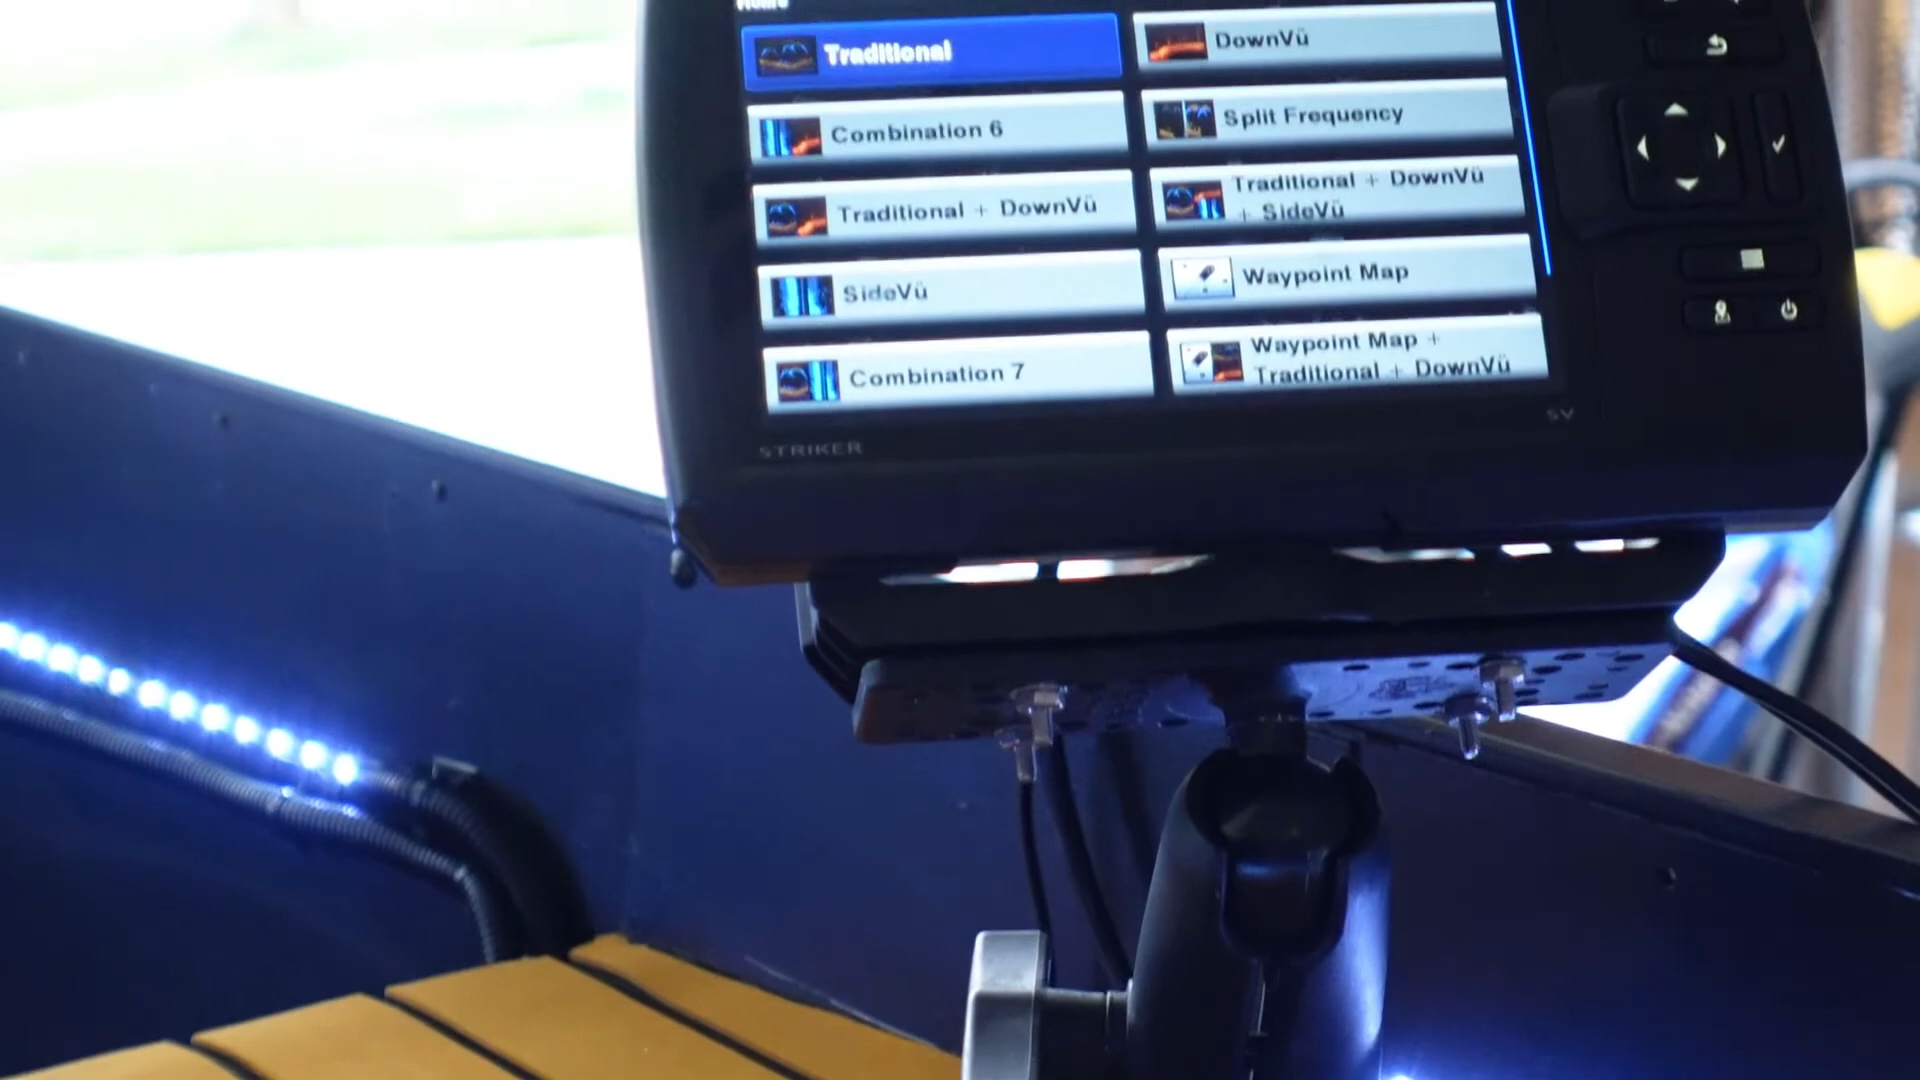 Home
Traditional
DownVü
Combination 6
Split Frequency
Traditional + DownVü
Traditional + DownVü
+ SideVü
SideVü
Waypoint Map
Combination 7
Waypoint Map +
Traditional + DownVü
STRIKER
SV